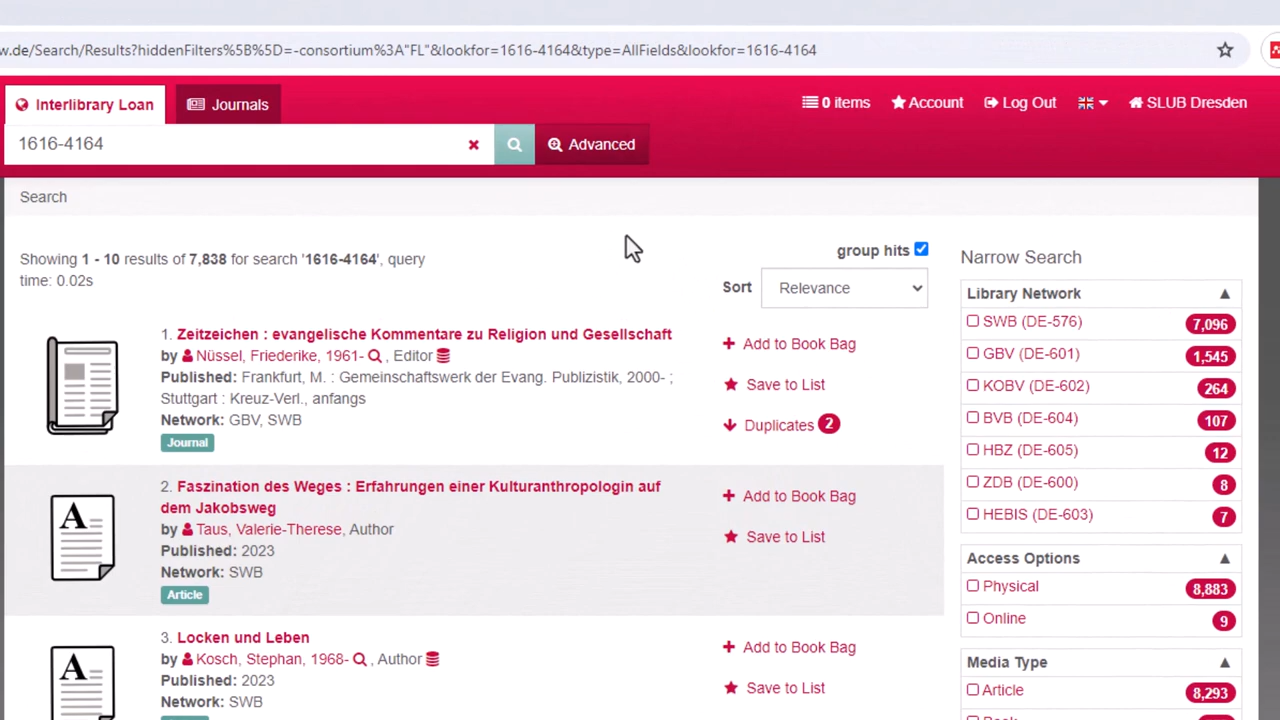 w.de/Search/Results?hiddenFilters%5B%5D=-consortium%3A"FL"&lookfor=1616-4164&type=AllFields&lookfor=1616-4164
Interlibrary Loan
Journals
0 items
Account
Log Out
SLUB Dresden
1616-4164
Advanced
Search
Showing 1 - 10 results of 7,838 for search '1616-4164', query
time: 0.02s
group hits
Sort
Relevance
1. Zeitzeichen : evangelische Kommentare zu Religion und Gesellschaft
by Nüssel, Friederike, 1961- , Editor
Published: Frankfurt, M. : Gemeinschaftswerk der Evang. Publizistik, 2000- ;
Stuttgart : Kreuz-Verl., anfangs
Network: GBV, SWB
Journal
Add to Book Bag
Save to List
Duplicates 2
2. Faszination des Weges : Erfahrungen einer Kulturanthropologin auf
dem Jakobsweg
by Taus, Valerie-Therese, Author
Published: 2023
Network: SWB
Article
Add to Book Bag
Save to List
3. Locken und Leben
by Kosch, Stephan, 1968- , Author
Published: 2023
Network: SWB
Add to Book Bag
Save to List
Narrow Search
Library Network
SWB (DE-576) 7,096
GBV (DE-601) 1,545
KOBV (DE-602) 264
BVB (DE-604) 107
HBZ (DE-605) 12
ZDB (DE-600) 8
HEBIS (DE-603) 7
Access Options
Physical 8,883
Online 9
Media Type
Article 8,293